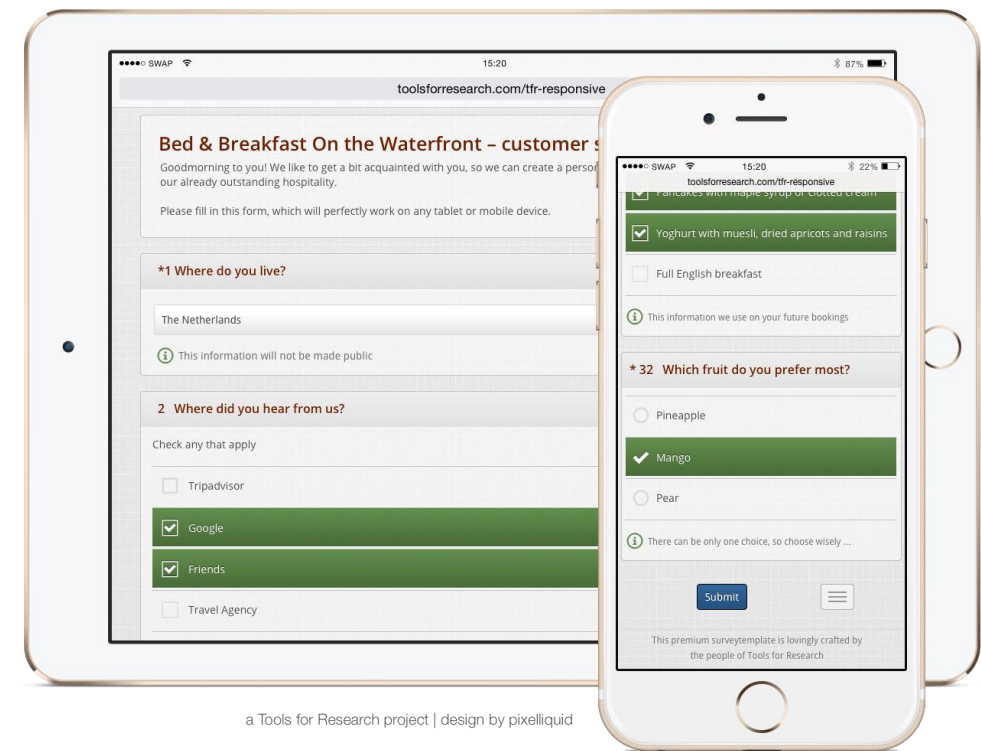 SWAP 15:20 87%
toolsforresearch.com/tfr-responsive
Bed & Breakfast On the Waterfront – customer
Goodmorning to you! We like to get a bit acquainted with you, so we can create a
our already outstanding hospitality.
Please fill in this form, which will perfectly work on any tablet or mobile device.
*1 Where do you live?
The Netherlands
This information will not be made public
2 Where did you hear from us?
Check any that apply
Tripadvisor
Google
Friends
Travel Agency
SWAP 15:20 22%
toolsforresearch.com/tfr-responsive
Pancakes with maple syrup or clotted cream
Yoghurt with muesli, dried apricots and raisins
Full English breakfast
This information we use on your future bookings
* 32 Which fruit do you prefer most?
Pineapple
Mango
Pear
There can be only one choice, so choose wisely ...
Submit
This premium surveytemplate is lovingly crafted by
the people of Tools for Research
a Tools for Research project | design by pixelliquid